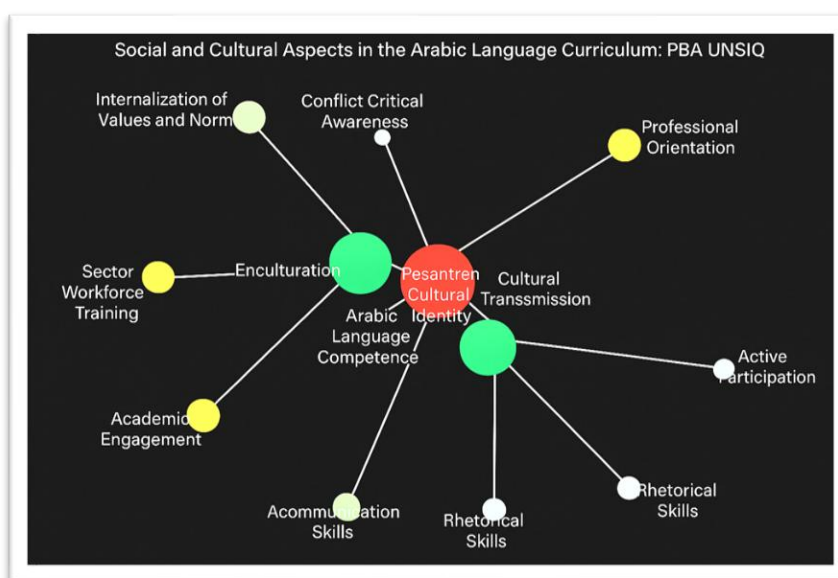 Social and Cultural Aspects in the Arabic Language Curriculum: PBA UNSIQ
Internalization of
Values and Norm
Conflict Critical
Awareness
Professional
Orientation
Sector
Workforce
Training
Enculturation
Pesantren
Cultural
Identity
Cultural
Transsmission
Arabic
Language
Competence
Active
Participation
Academic
Engagement
Acommunication
Skills
Rhetorical
Skills
Rhetorical
Skills